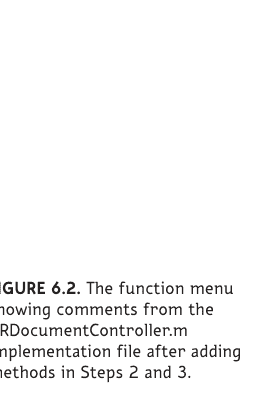 IGURE 6.2. The function menu
howing comments from the
RDocumentController.m
mplementation file after adding
nethods in Steps 2 and 3.